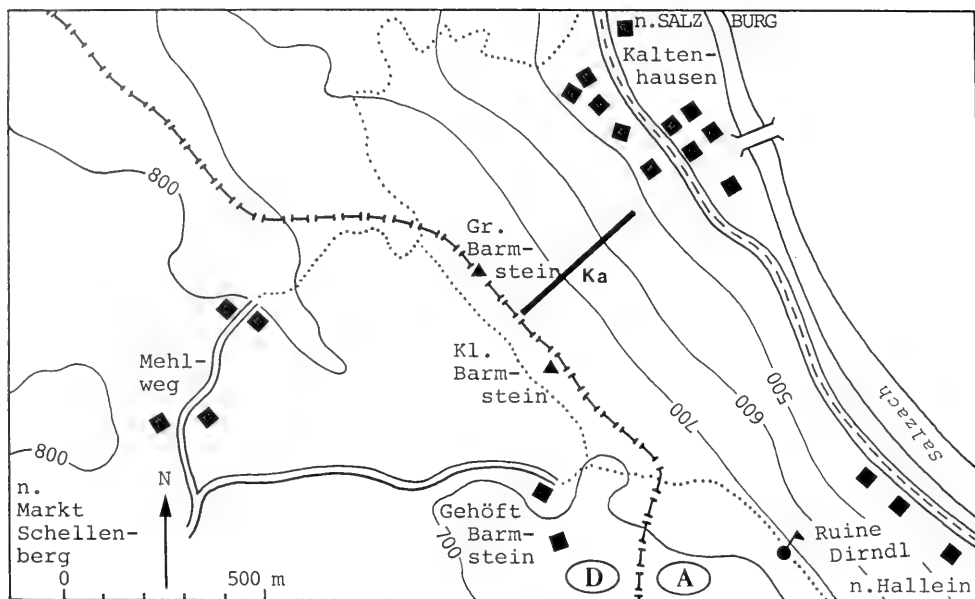 n.SALZ BURG
Kalten-
hausen
800
Gr.
Barm-
stein
Ka
Mehl-
weg
Kl.
Barm-
stein
500
600
700
Salzach
800
N
n.
Markt
Schellen-
berg
Gehöft
Barm-
stein
700
Ruine
Dirndl
D
A
n.Hallein
0
500 m